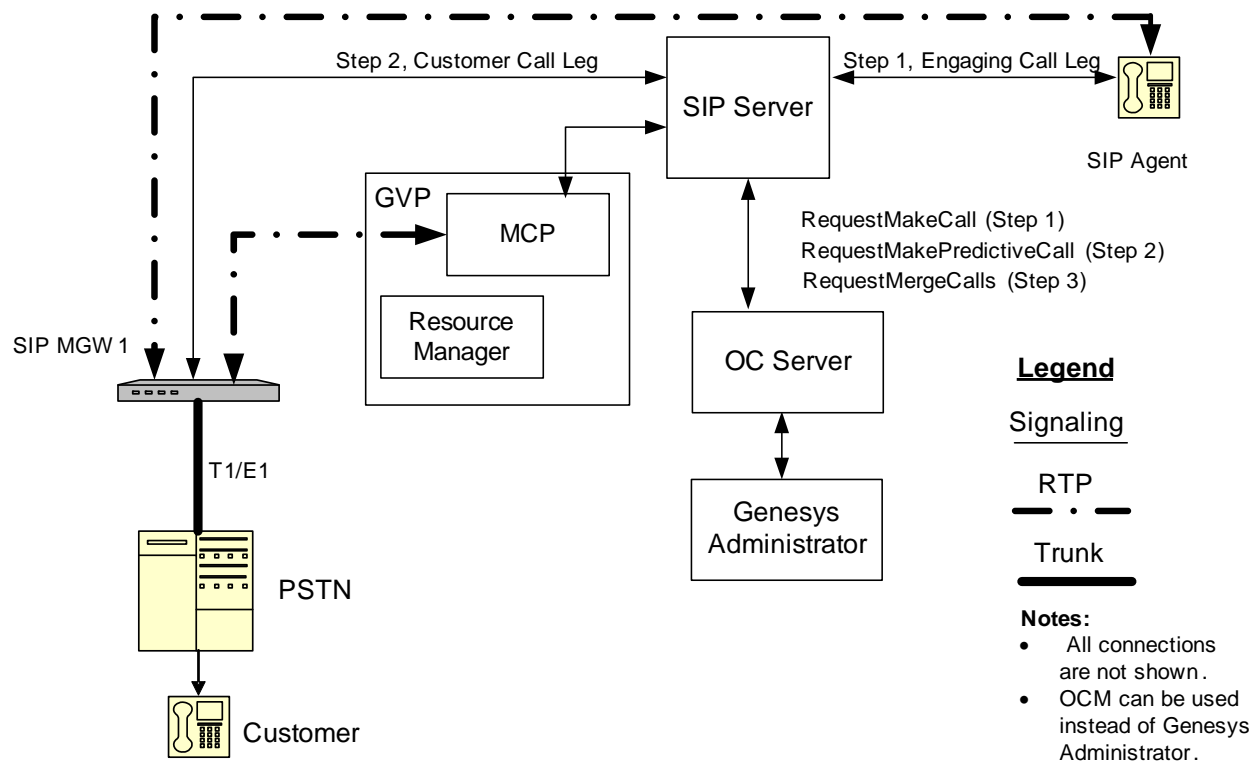 Step 2, Customer Call Leg
SIP Server
Step 1, Engaging Call Leg
SIP Agent
GVP
MCP
Resource
Manager
RequestMakeCall (Step 1)
RequestMakePredictiveCall (Step 2)
RequestMergeCalls (Step 3)
SIP MGW 1
OC Server
T1/E1
Genesys
Administrator
PSTN
Customer
Legend
Signaling
RTP
Trunk
Notes:
• All connections
are not shown.
• OCM can be used
instead of Genesys
Administrator.